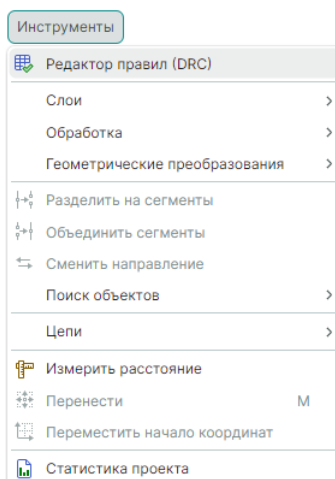 Инструменты
Редактор правил (DRC)
Слои
Обработка
Геометрические преобразования
Разделить на сегменты
Объединить сегменты
Сменить направление
Поиск объектов
Цепи
Измерить расстояние
Перенести M
Переместить начало координат
Статистика проекта